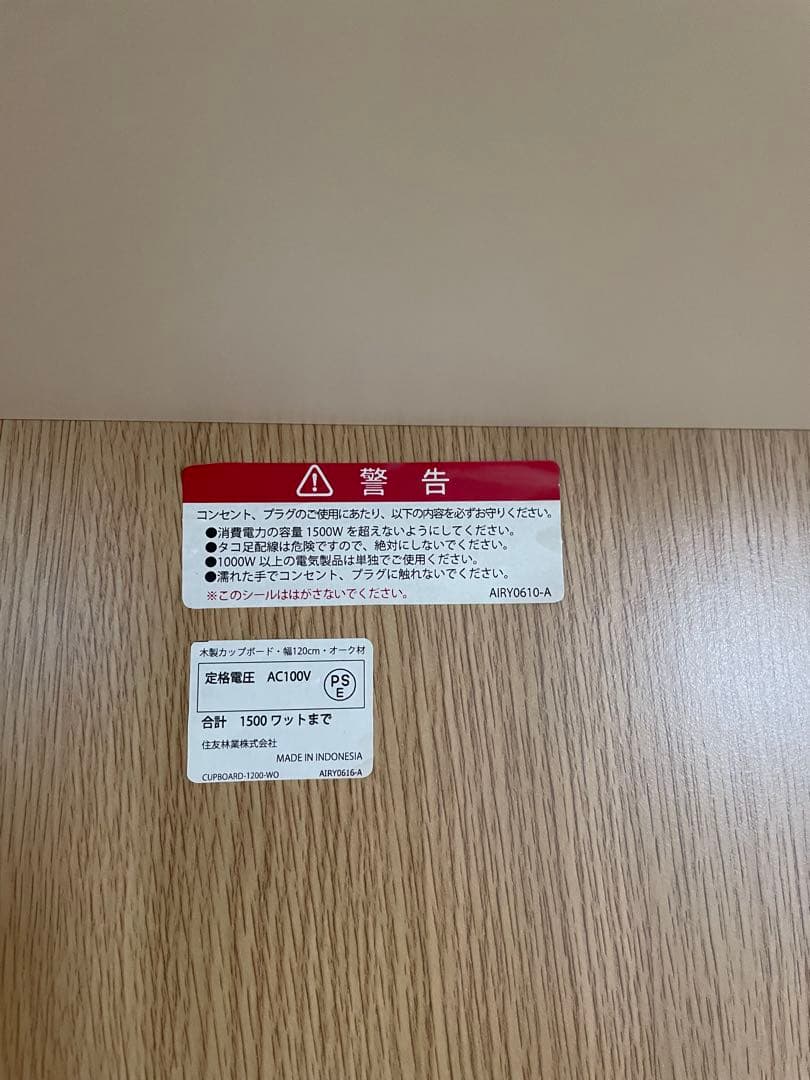 警告
コンセント、プラグのご使用にあたり、以下の内容を必ずお守りください。
●消費電力の容量 1500W を超えないようにしてください。
●タコ足配線は危険ですので、絶対にしないでください。
●1000W 以上の電気製品は単独でご使用ください。
●濡れた手でコンセント、プラグに触れないでください。
※このシールははがさないでください。 AIRY0610-A
木製カップボード・幅120cm・オーク材
定格電圧 AC100V PSE
合計 1500 ワットまで
住友林業株式会社
MADE IN INDONESIA
CUPBOARD-1200-WO AIRY0616-A